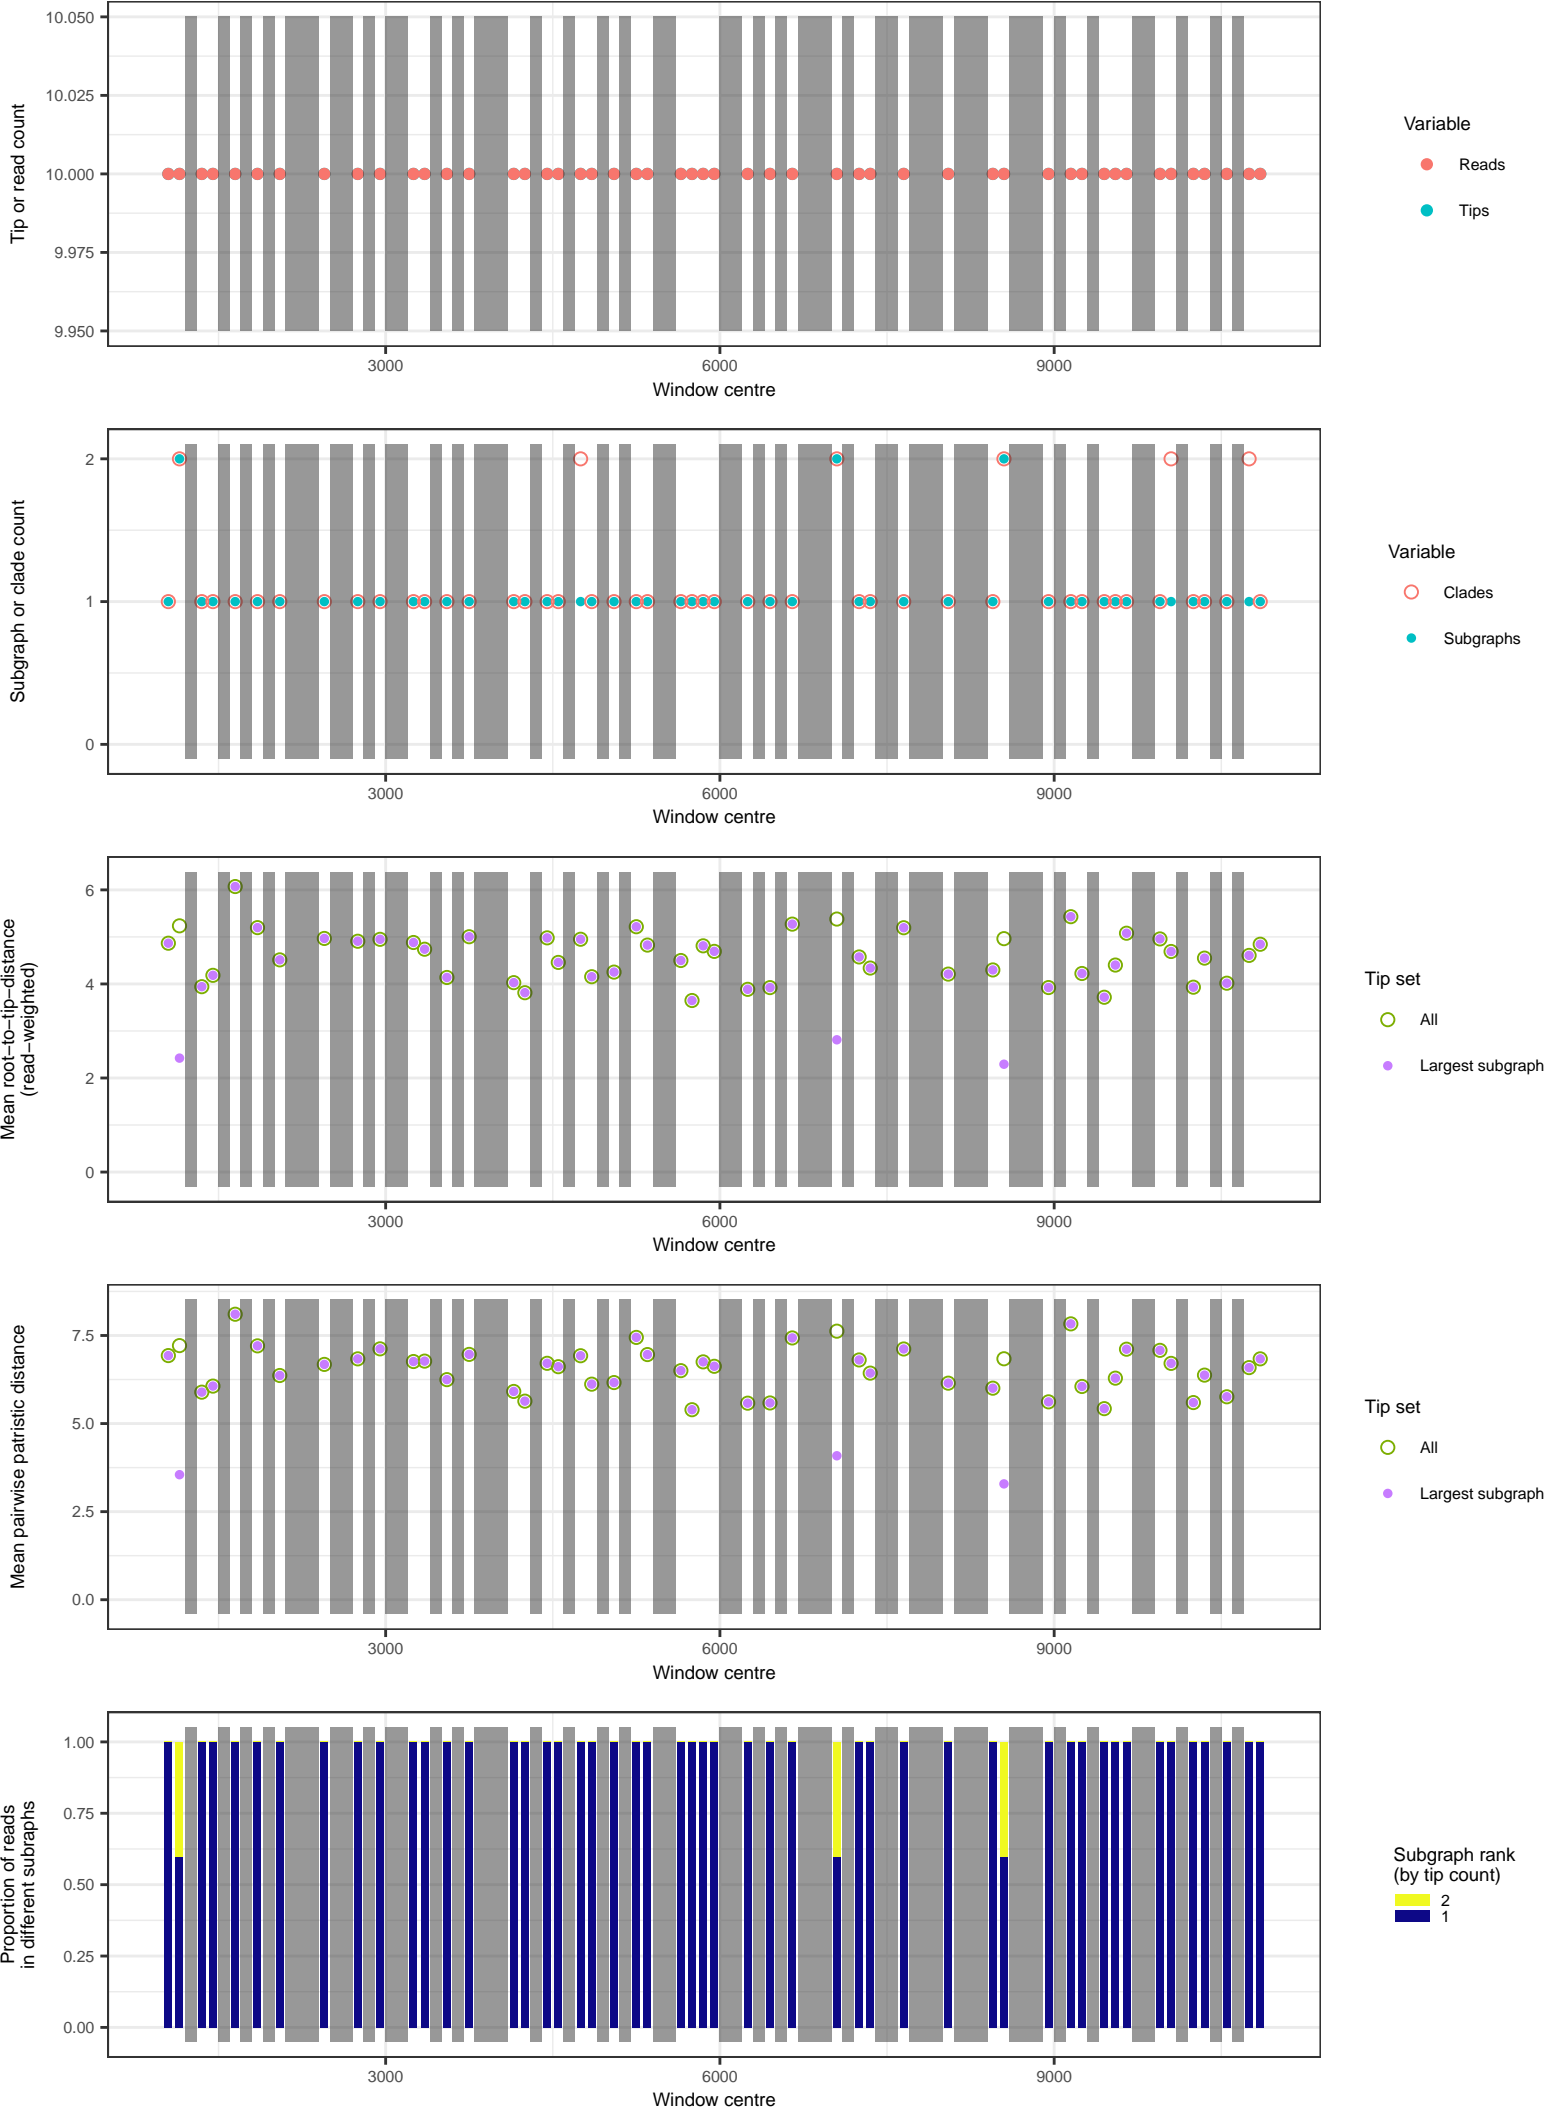 10.050
10.025
10.000
9.975
9.950
Tip or read count
3000
6000
9000
Window centre
Variable
Reads
Tips
2
1
0
Subgraph or clade count
3000
6000
9000
Window centre
Variable
Clades
Subgraphs
6
4
2
0
Mean root−to−tip−distance
(read−weighted)
3000
6000
9000
Window centre
Tip set
All
Largest subgraph
7.5
5.0
2.5
0.0
Mean pairwise patristic distance
3000
6000
9000
Window centre
Tip set
All
Largest subgraph
1.00
0.75
0.50
0.25
0.00
Proportion of reads
in different subraphs
3000
6000
9000
Window centre
Subgraph rank
(by tip count)
2
1